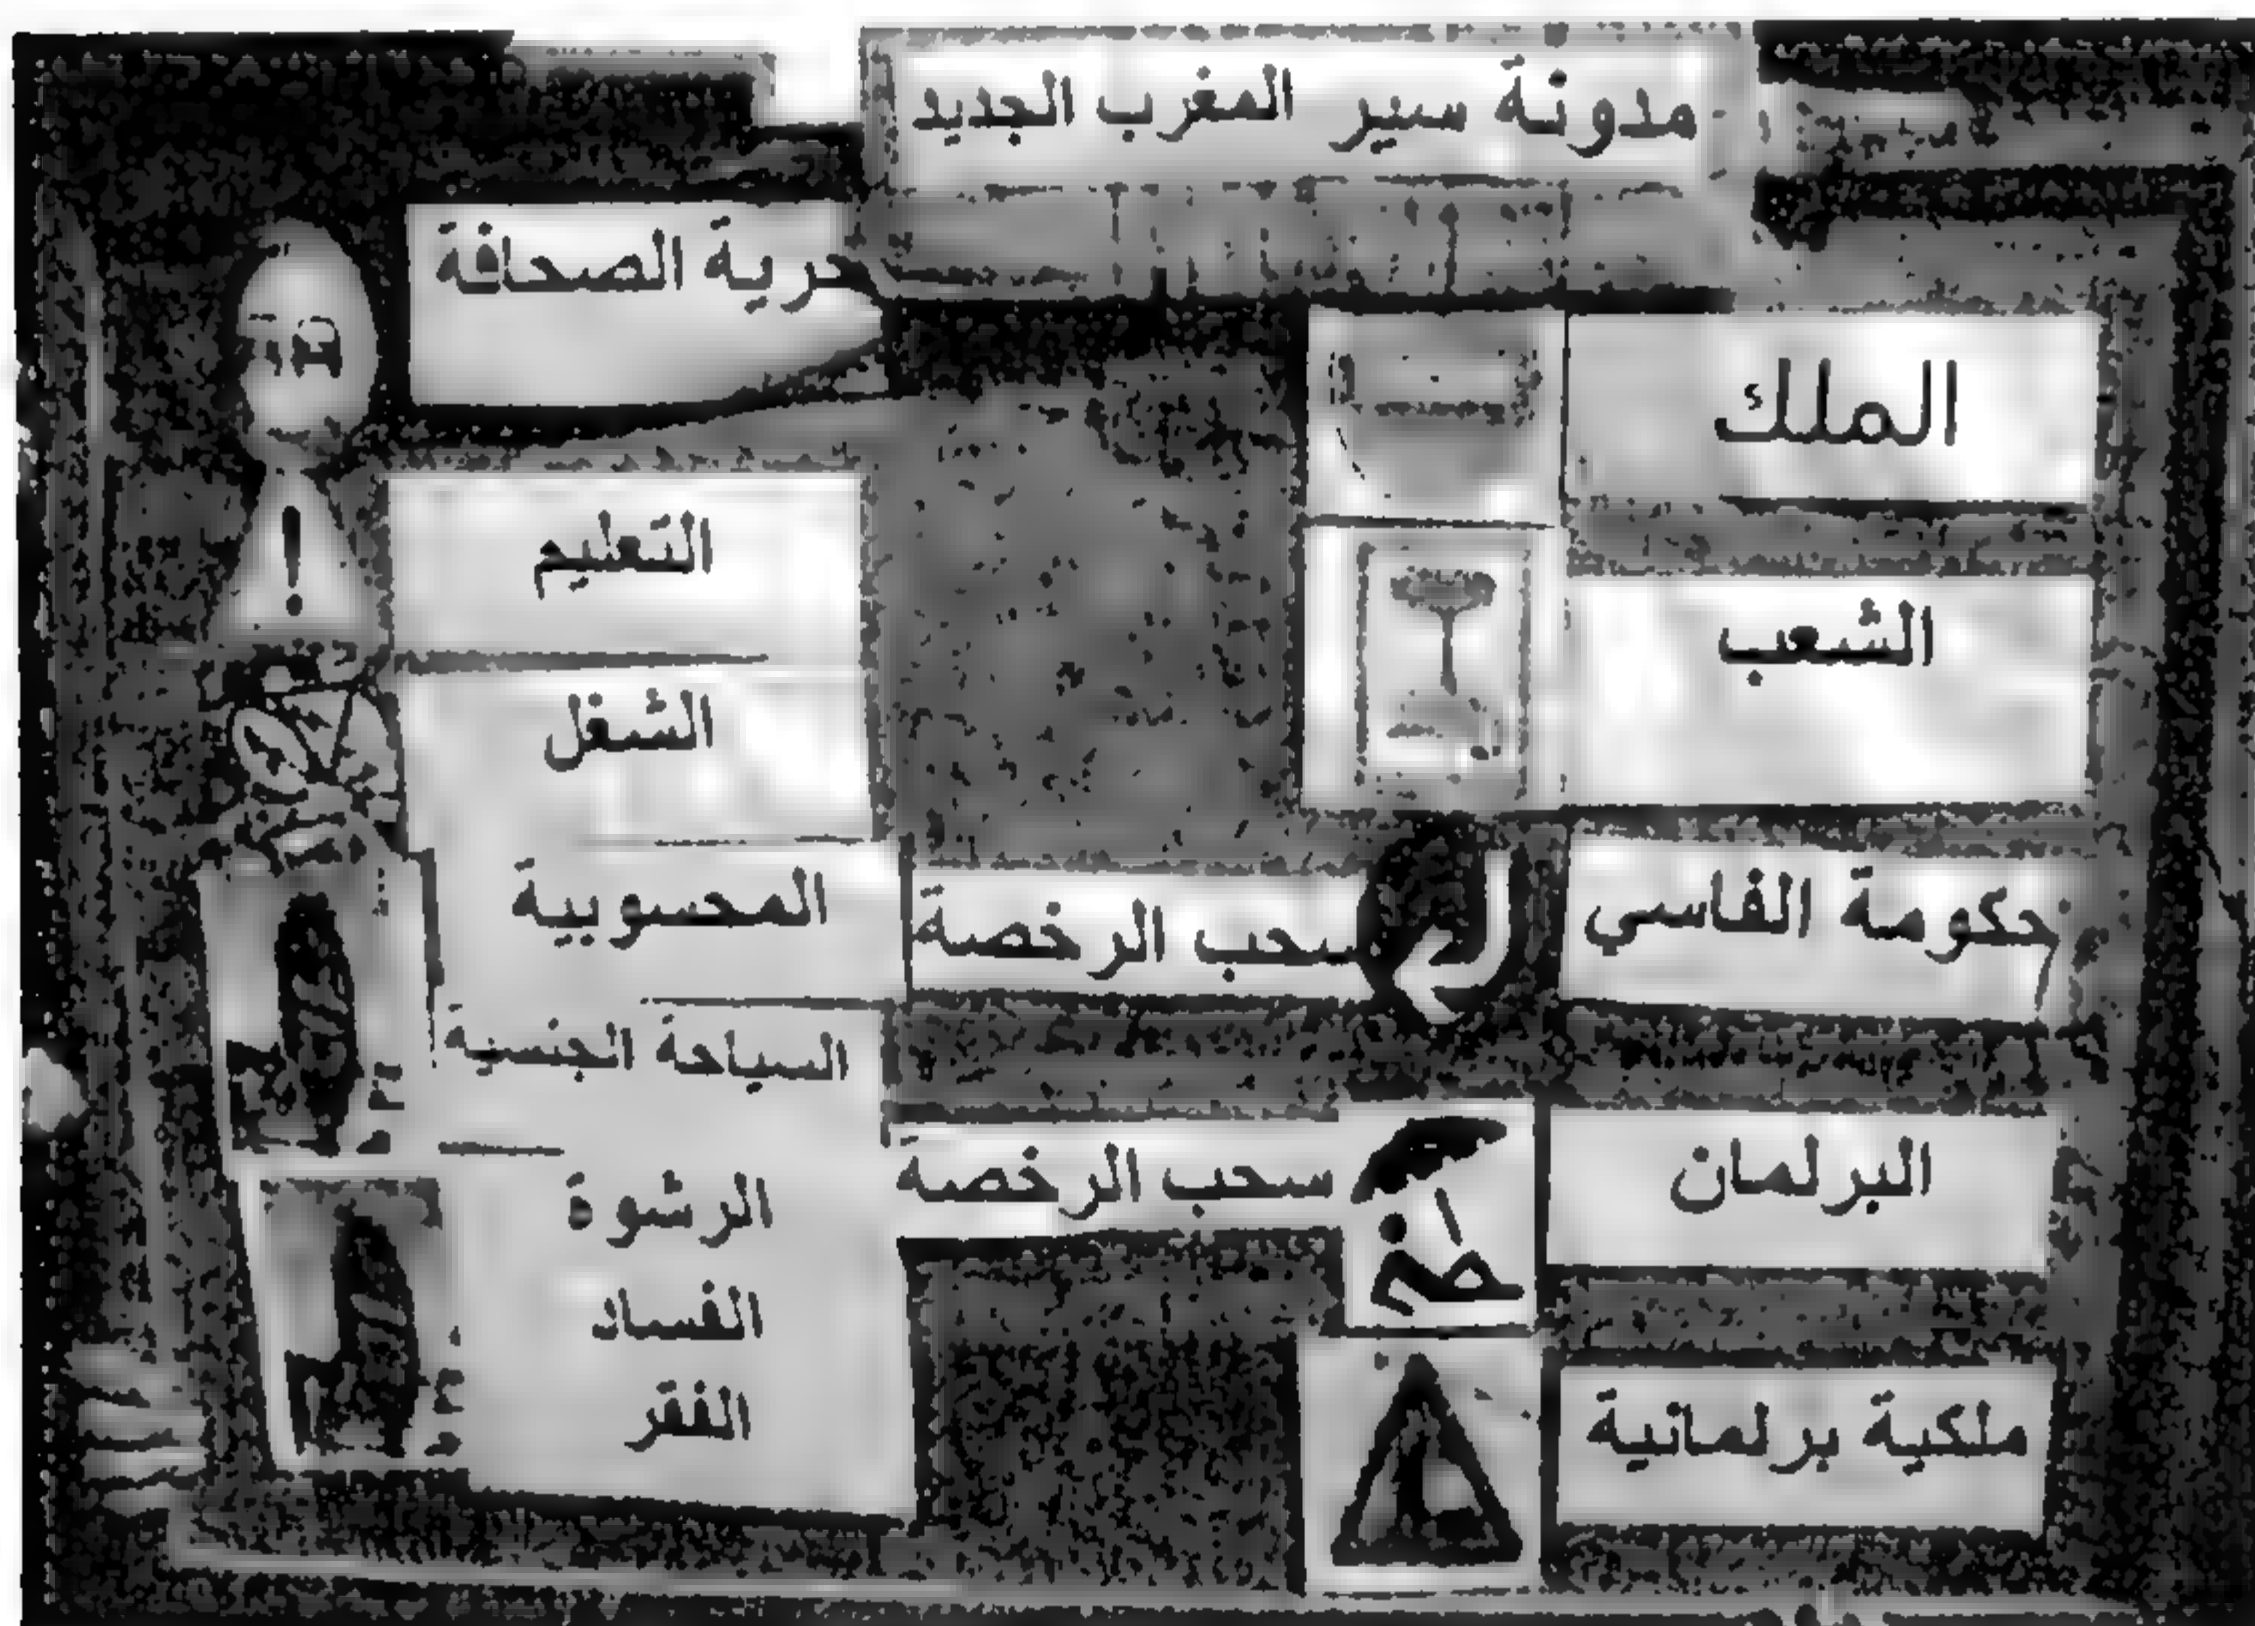 مدونة سير المغرب الجديد
الملك
الشعب
حكومة الفاسي
سحب الرخصة
البرلمان
سحب الرخصة
ملكية برلمانية
حرية الصحافة
التعليم
الشغل
المحسوبية
السياحة الجنسية
الرشوة
الفساد
الفقر